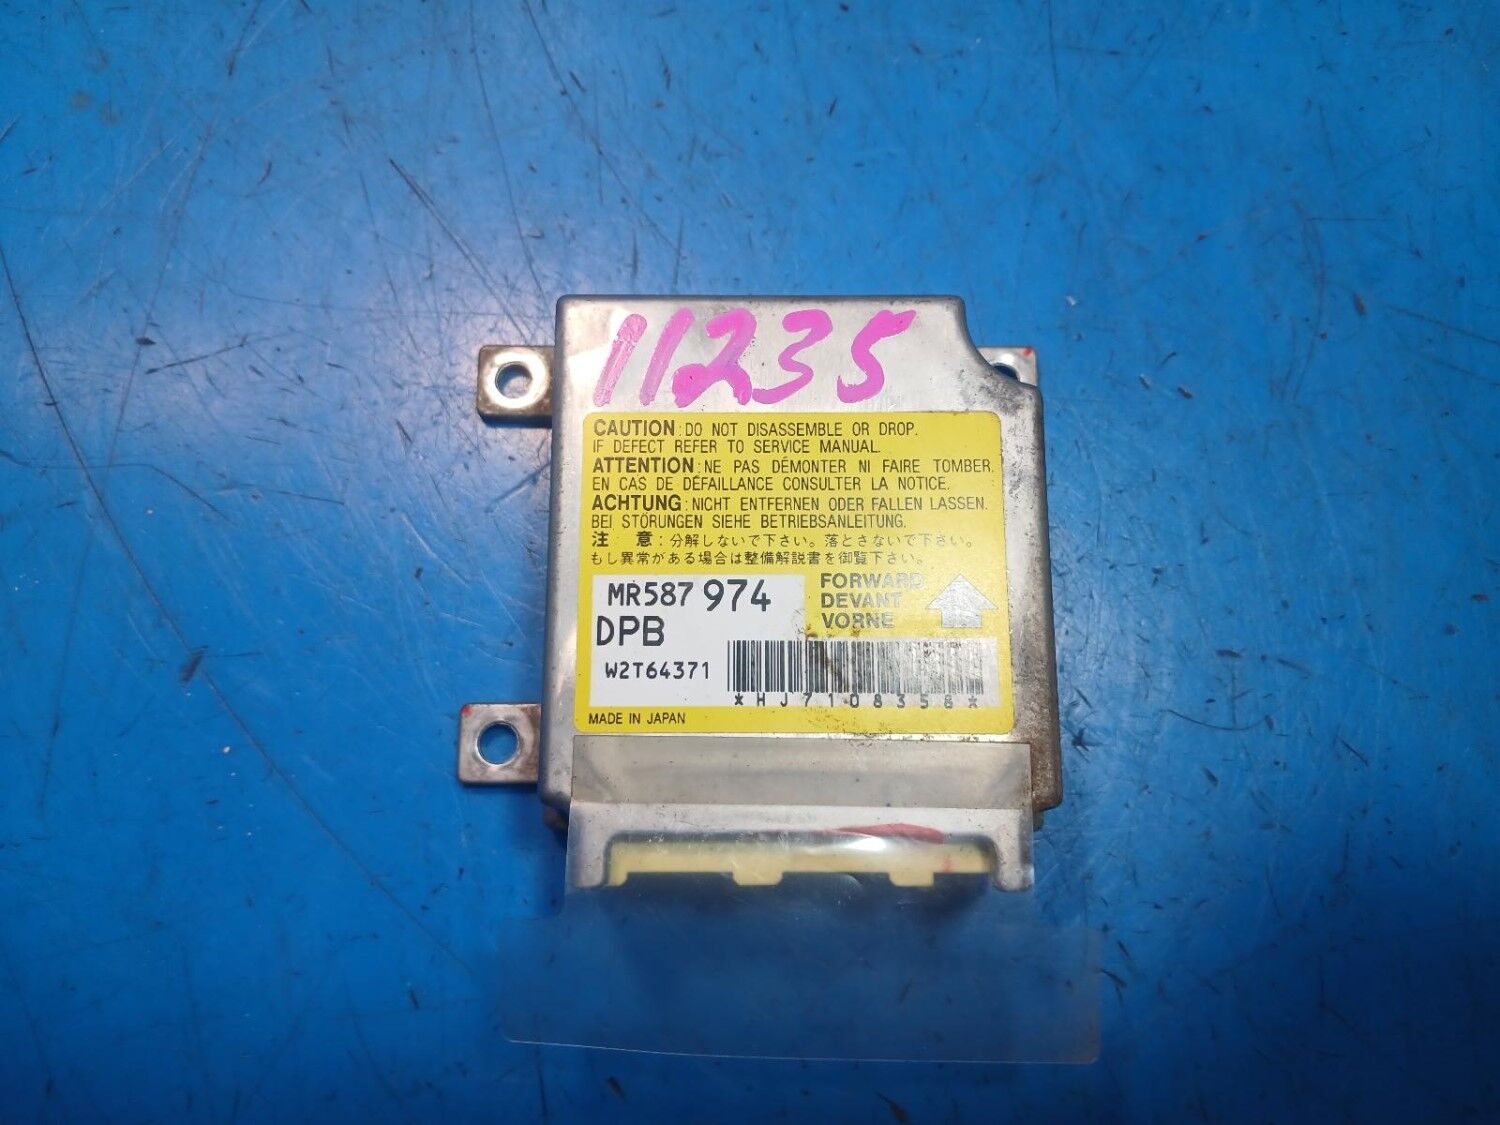 11235
CAUTION : DO NOT DISASSEMBLE OR DROP.
IF DEFECT REFER TO SERVICE MANUAL.
ATTENTION : NE PAS DÉMONTER NI FAIRE TOMBER.
EN CAS DE DÉFAILLANCE CONSULTER LA NOTICE.
ACHTUNG : NICHT ENTFERNEN ODER FALLEN LASSEN.
BEI STÖRUNGEN SIEHE BETRIEBSANLEITUNG.
注 意 : 分解しないで下さい。落とさないで下さい。
もし異常がある場合は整備解説書を御覧下さい。
MR587 974
DPB
FORWARD
DEVANT
VORNE
W2T64371
*HJ7108358*
MADE IN JAPAN